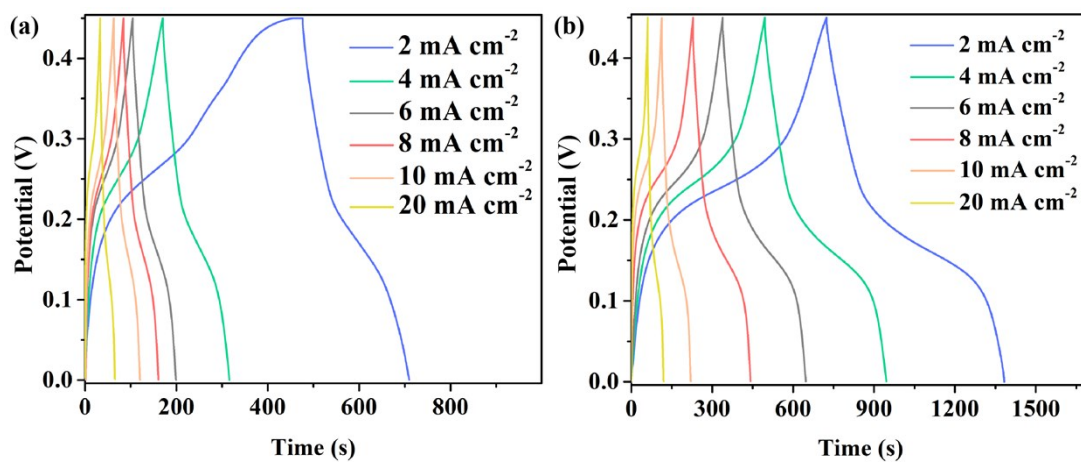 (a)
2 mA cm⁻²
4 mA cm⁻²
6 mA cm⁻²
8 mA cm⁻²
10 mA cm⁻²
20 mA cm⁻²
0.4
0.3
0.2
0.1
0.0
Potential (V)
0
200
400
600
800
Time (s)
(b)
2 mA cm⁻²
4 mA cm⁻²
6 mA cm⁻²
8 mA cm⁻²
10 mA cm⁻²
20 mA cm⁻²
0.4
0.3
0.2
0.1
0.0
Potential (V)
0
300
600
900
1200
1500
Time (s)